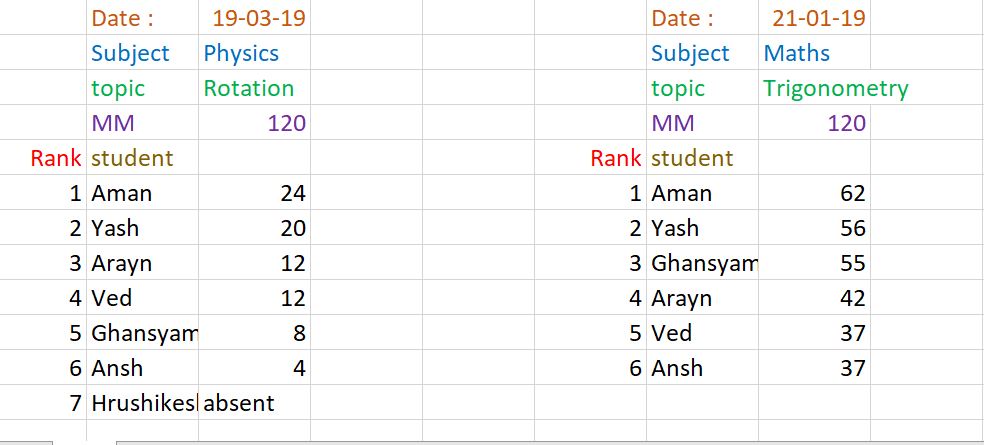 Date : 19-03-19 Date : 21-01-19
Subject Physics Subject Maths
topic Rotation topic Trigonometry
MM 120 MM 120
Rank student Rank student
1 Aman 24 1 Aman 62
2 Yash 20 2 Yash 56
3 Arayn 12 3 Ghansyam 55
4 Ved 12 4 Arayn 42
5 Ghansyam 8 5 Ved 37
6 Ansh 4 6 Ansh 37
7 absent